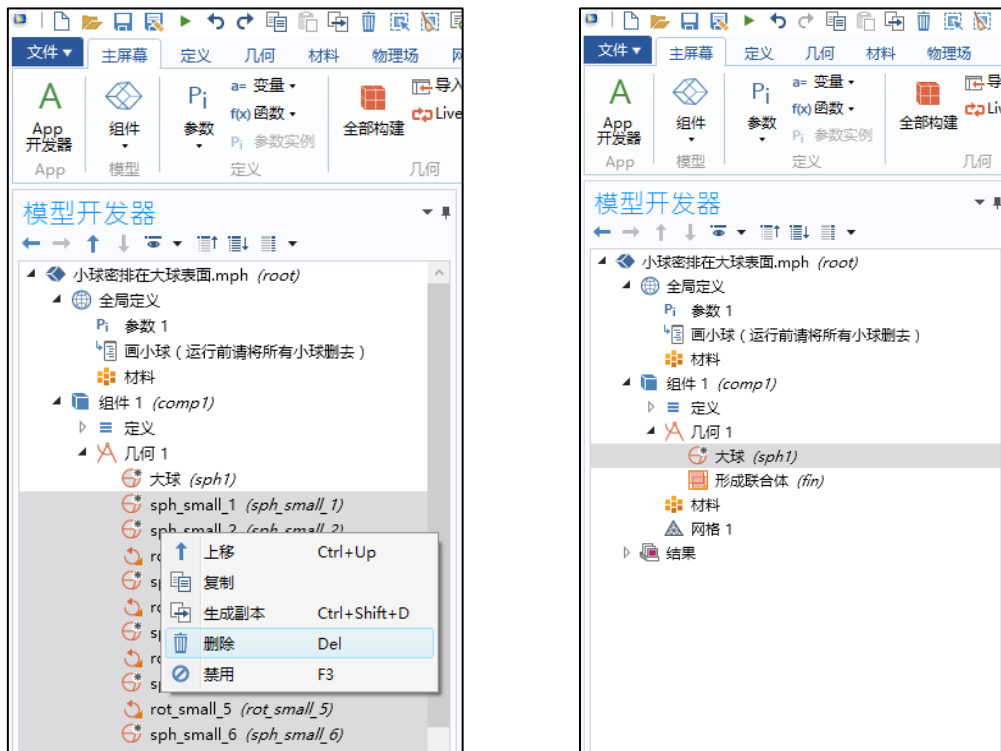 文件 主屏幕 定义 几何 材料 物理场
A
App
开发器
组件
Pi
参数
a= 变量
f(x) 函数
Pi 参数实例
全部构建
导入
Live
App 模型 定义 几何
模型开发器
小球密排在大球表面.mph (root)
全局定义
Pi 参数 1
画小球（运行前请将所有小球删去）
材料
组件 1 (comp1)
定义
几何 1
大球 (sph1)
sph_small_1 (sph_small_1)
sph_small_2 (sph_small_2)
上移 Ctrl+Up
复制
生成副本 Ctrl+Shift+D
删除 Del
禁用 F3
rot_small_5 (rot_small_5)
sph_small_6 (sph_small_6)
文件 主屏幕 定义 几何 材料 物理场
A
App
开发器
组件
Pi
参数
a= 变量
f(x) 函数
Pi 参数实例
全部构建
导
App 模型 定义 几何
模型开发器
小球密排在大球表面.mph (root)
全局定义
Pi 参数 1
画小球（运行前请将所有小球删去）
材料
组件 1 (comp1)
定义
几何 1
大球 (sph1)
形成联合体 (fin)
材料
网格 1
结果